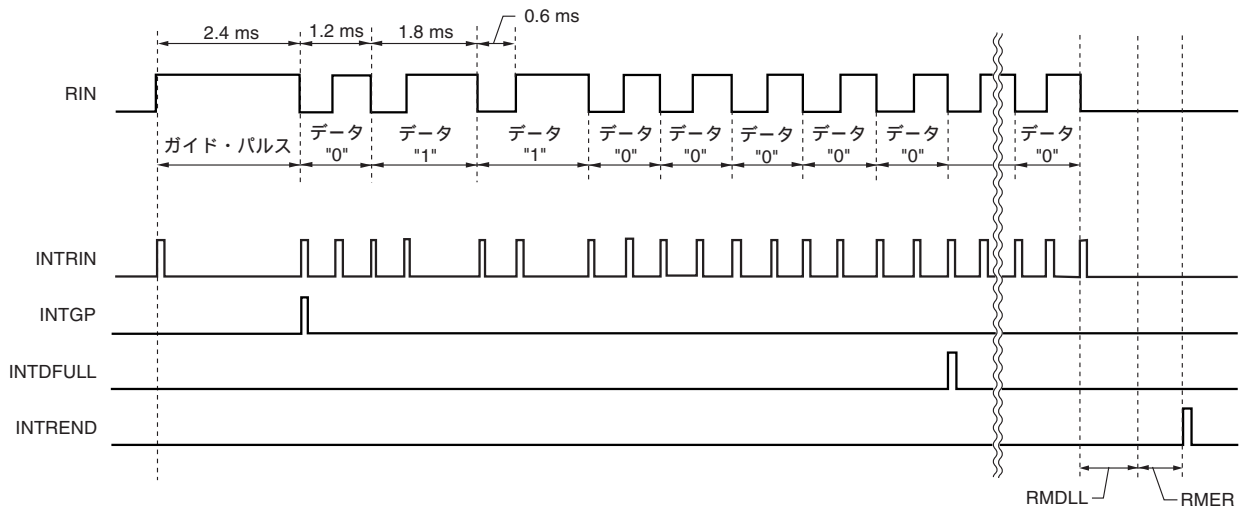 0.6 ms
2.4 ms
1.2 ms
1.8 ms
RIN
ガイド・パルス
データ
"0"
データ
"1"
データ
"1"
データ
"0"
データ
"0"
データ
"0"
データ
"0"
データ
"0"
データ
"0"
INTRIN
INTGP
INTDFULL
INTREND
RMDLL
RMER